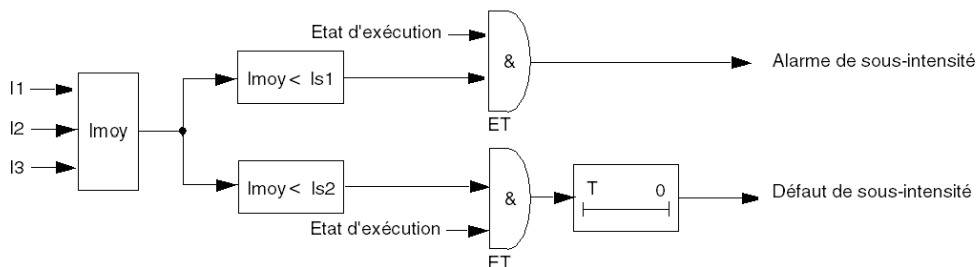 Etat d'exécution
&
Alarme de sous-intensité
Imoy < Is1
I1
I2
I3
Imoy
ET
Imoy < Is2
&
T 0
Défaut de sous-intensité
Etat d'exécution
ET